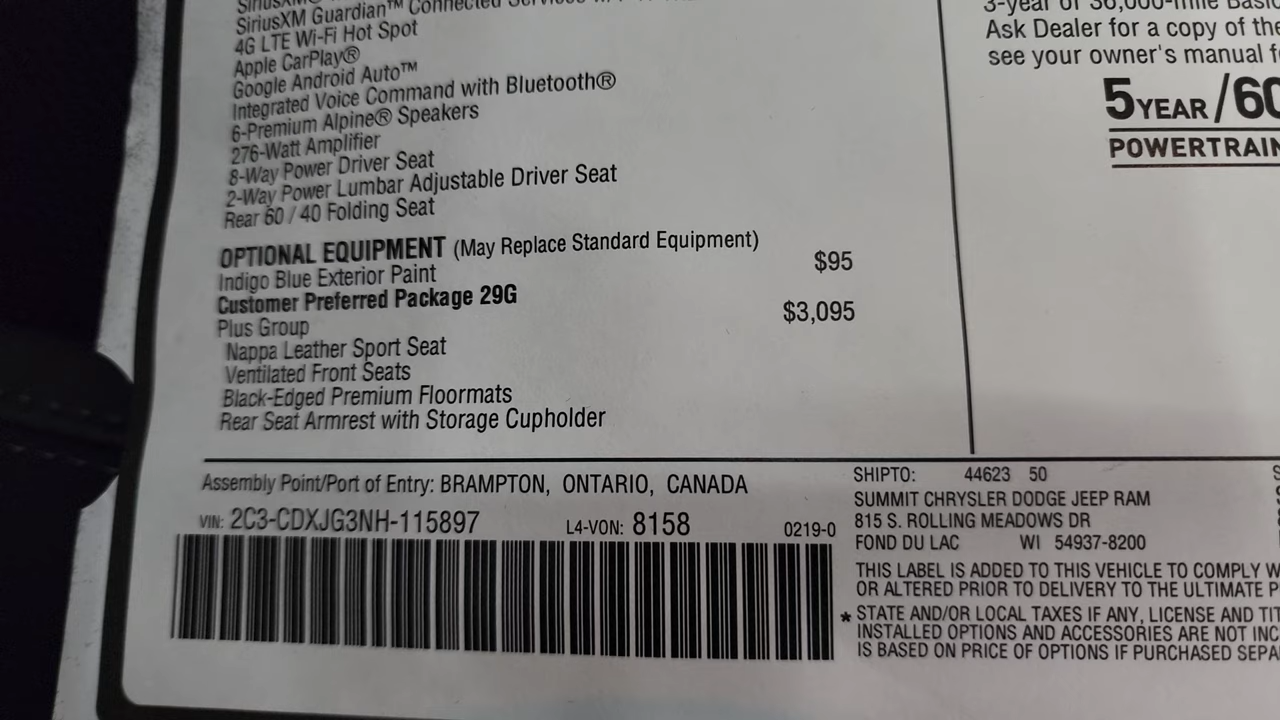 SiriusXM Guardian™ Connected
4G LTE Wi-Fi Hot Spot
Apple CarPlay®
Google Android Auto™
Integrated Voice Command with Bluetooth®
6-Premium Alpine® Speakers
276-Watt Amplifier
8-Way Power Driver Seat
2-Way Power Lumbar Adjustable Driver Seat
Rear 60 / 40 Folding Seat
OPTIONAL EQUIPMENT (May Replace Standard Equipment)
Indigo Blue Exterior Paint $95
Customer Preferred Package 29G
Plus Group $3,095
Nappa Leather Sport Seat
Ventilated Front Seats
Black-Edged Premium Floormats
Rear Seat Armrest with Storage Cupholder
3-year or 36,000-mile Basic
Ask Dealer for a copy of the
see your owner's manual
5YEAR/60
POWERTRAIN
Assembly Point/Port of Entry: BRAMPTON, ONTARIO, CANADA
VIN: 2C3-CDXJG3NH-115897 L4-VON: 8158 0219-0
SHIPTO: 44623 50
SUMMIT CHRYSLER DODGE JEEP RAM
815 S. ROLLING MEADOWS DR
FOND DU LAC WI 54937-8200
THIS LABEL IS ADDED TO THIS VEHICLE TO COMPLY W
OR ALTERED PRIOR TO DELIVERY TO THE ULTIMATE P
* STATE AND/OR LOCAL TAXES IF ANY, LICENSE AND TIT
INSTALLED OPTIONS AND ACCESSORIES ARE NOT INC
IS BASED ON PRICE OF OPTIONS IF PURCHASED SEPA